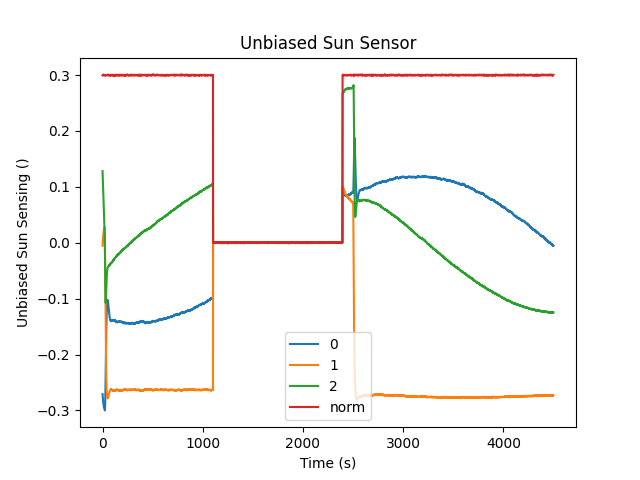 Unbiased Sun Sensor
Unbiased Sun Sensing ()
0.3
0.2
0.1
0.0
−0.1
−0.2
−0.3
0
1
2
norm
0 1000 2000 3000 4000
Time (s)